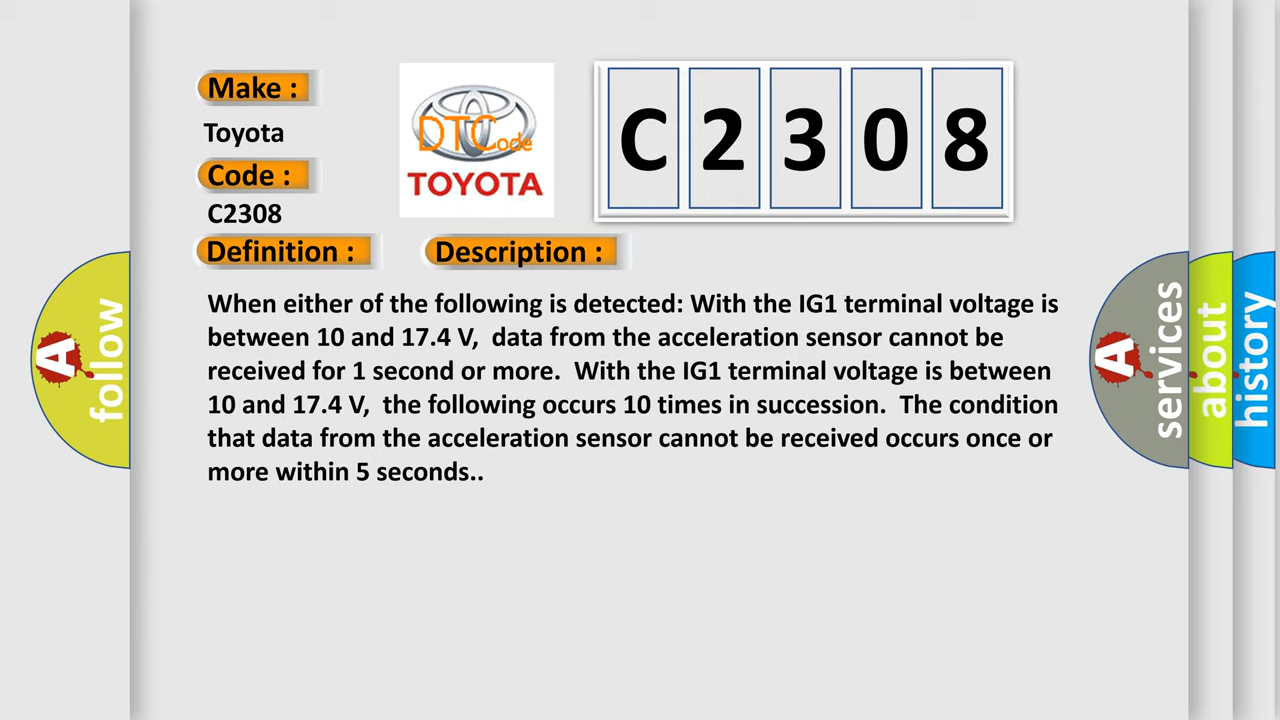 Make :
Toyota
Code :
C2308
Definition :
Description :
DTCode
TOYOTA
C2308
When either of the following is detected: With the IG1 terminal voltage is
between 10 and 17.4 V,  data from the acceleration sensor cannot be
received for 1 second or more.  With the IG1 terminal voltage is between
10 and 17.4 V,  the following occurs 10 times in succession.  The condition
that data from the acceleration sensor cannot be received occurs once or
more within 5 seconds..
A follow
A services
about
history